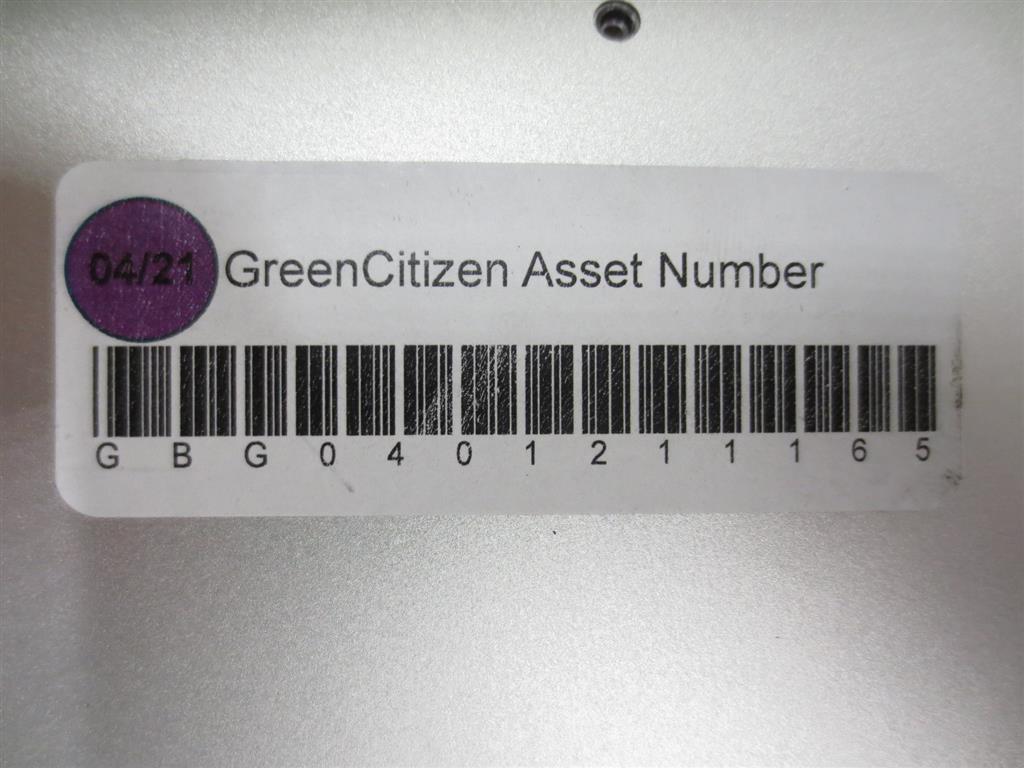 04/21 GreenCitizen Asset Number
G B G 0 4 0 1 2 1 1 1 6 5